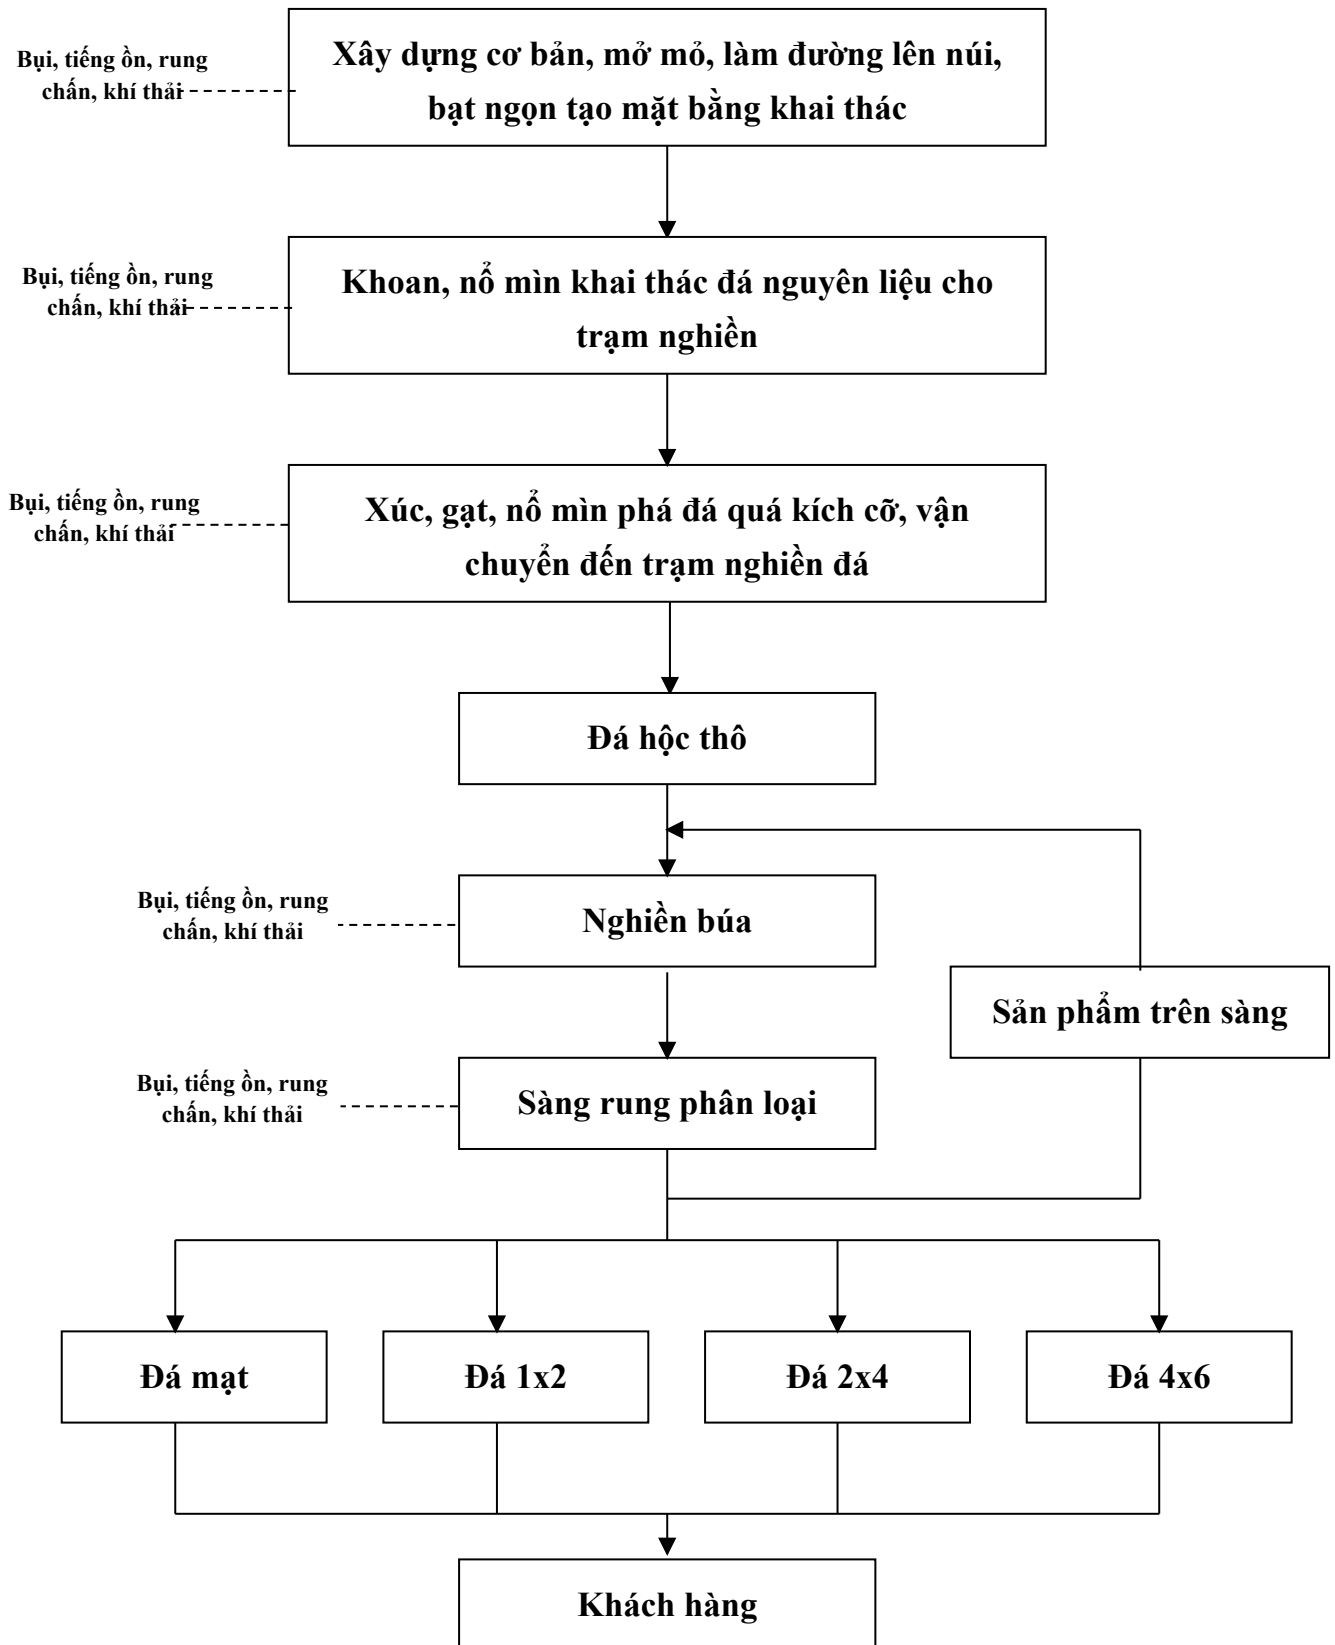 Bụi, tiếng ồn, rung
chấn, khí thải
Xây dựng cơ bản, mở mỏ, làm đường lên núi,
bạt ngọn tạo mặt bằng khai thác
Bụi, tiếng ồn, rung
chấn, khí thải
Khoan, nổ mìn khai thác đá nguyên liệu cho
trạm nghiền
Bụi, tiếng ồn, rung
chấn, khí thải
Xúc, gạt, nổ mìn phá đá quá kích cỡ, vận
chuyển đến trạm nghiền đá
Đá hộc thô
Bụi, tiếng ồn, rung
chấn, khí thải
Nghiền búa
Sản phẩm trên sàng
Bụi, tiếng ồn, rung
chấn, khí thải
Sàng rung phân loại
Đá mạt
Đá 1x2
Đá 2x4
Đá 4x6
Khách hàng